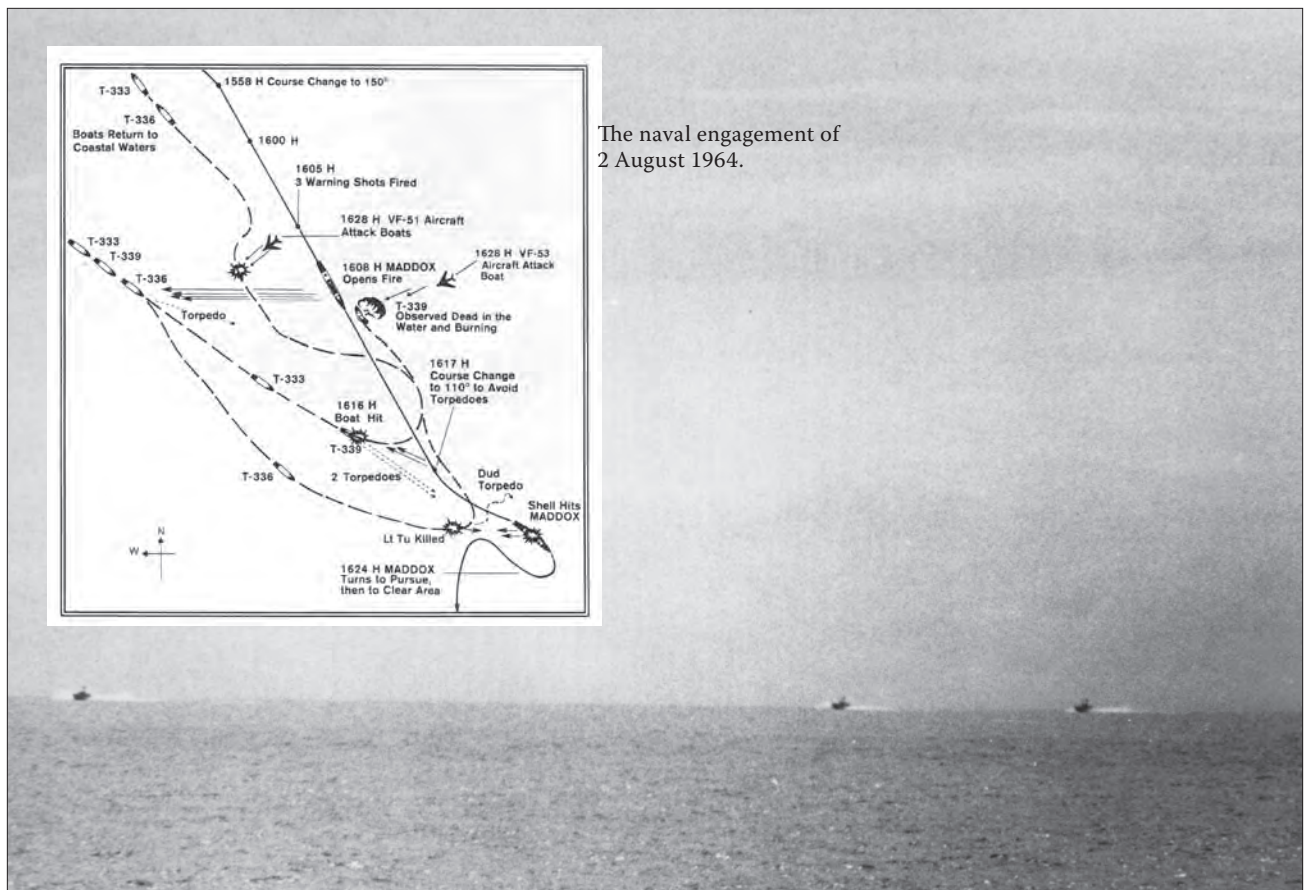 1558 H Course Change to 150°
T-333
T-336
Boats Return to
Coastal Waters
1600 H
The naval engagement of
2 August 1964.
1605 H
3 Warning Shots Fired
1628 H VF-51 Aircraft
Attack Boats
T-333
T-339
T-336
1608 H MADDOX
Opens Fire
1628 H VF-53
Aircraft Attack
Boat
T-339
Observed Dead in the
Water and Burning
Torpedo
T-333
1617 H
Course Change
to 110° to Avoid
Torpedoes
1616 H
Boat Hit
T-339
2 Torpedoes
T-336
Dud
Torpedo
Shell Hits
MADDOX
Lt Tu Killed
N
W
1624 H MADDOX
Turns to Pursue,
then to Clear Area